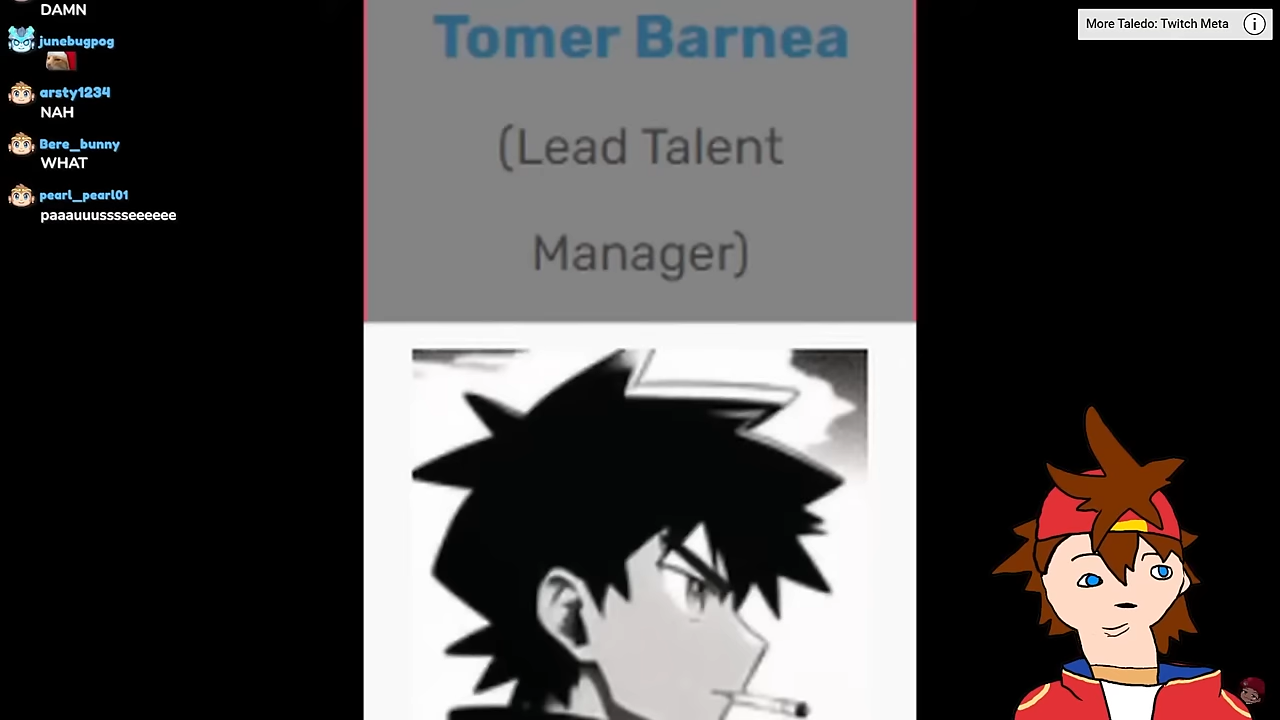 DAMN
junebugpog
arsty1234
NAH
Bere_bunny
WHAT
pearl_pearl01
paaauuusssseeeeee
Tomer Barnea
(Lead Talent
Manager)
More Taledo: Twitch Meta